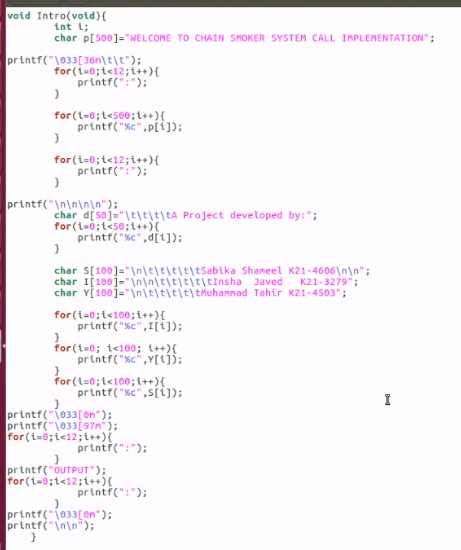 void Intro(void){
        int i;
        char p[500]="WELCOME TO CHAIN SMOKER SYSTEM CALL IMPLEMENTATION";

printf("\033[36m\t\t");
        for(i=0;i<12;i++){
            printf(":");
        }

        for(i=0;i<500;i++){
            printf("%c",p[i]);
        }

        for(i=0;i<12;i++){
            printf(":");
        }

printf("\n\n\n\n");
        char d[50]="\t\t\t\tA Project developed by:";
        for(i=0;i<50;i++){
            printf("%c",d[i]);
        }

        char S[100]="\n\t\t\t\t\tSabika Shameel K21-4606\n\n";
        char I[100]="\n\n\t\t\t\t\tInsha  Javed   K21-3279";
        char Y[100]="\n\t\t\t\t\tMuhammad Tahir K21-4503";

        for(i=0;i<100;i++){
            printf("%c",I[i]);
        }
        for(i=0; i<100; i++){
            printf("%c",Y[i]);
        }
        for(i=0;i<100;i++){
            printf("%c",S[i]);
        }
printf("\033[0m");
printf("\033[97m");
for(i=0;i<12;i++){
            printf(":");
        }
printf("OUTPUT");
for(i=0;i<12;i++){
            printf(":");
        }
printf("\033[0m");
printf("\n\n");
    }